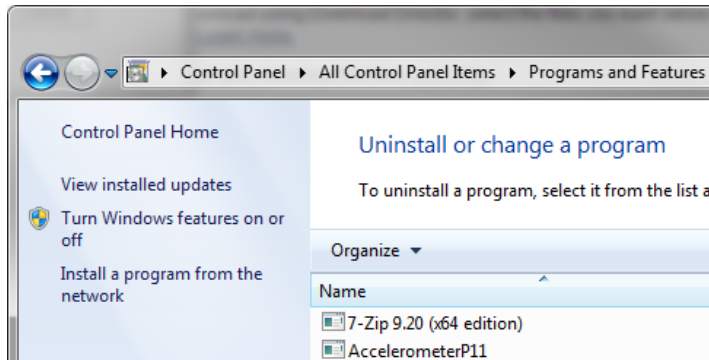 Control Panel ▸ All Control Panel Items ▸ Programs and Features
Control Panel Home
View installed updates
Turn Windows features on or
off
Install a program from the
network
Uninstall or change a program
To uninstall a program, select it from the list a
Organize
Name
7-Zip 9.20 (x64 edition)
AccelerometerP11